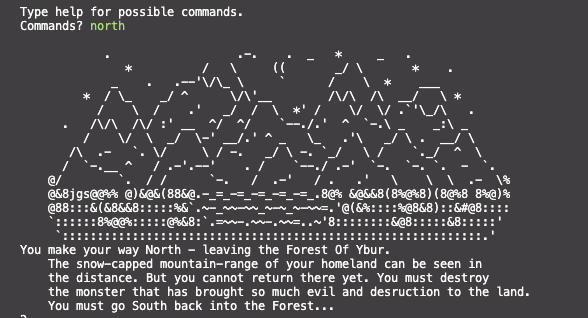 Type help for possible commands.
Commands? north
You make your way North - leaving the Forest Of Ybur.
The snow-capped mountain-range of your homeland can be seen in
the distance. But you cannot return there yet. You must destroy
the monster that has brought so much evil and desruction to the land.
You must go South back into the Forest...